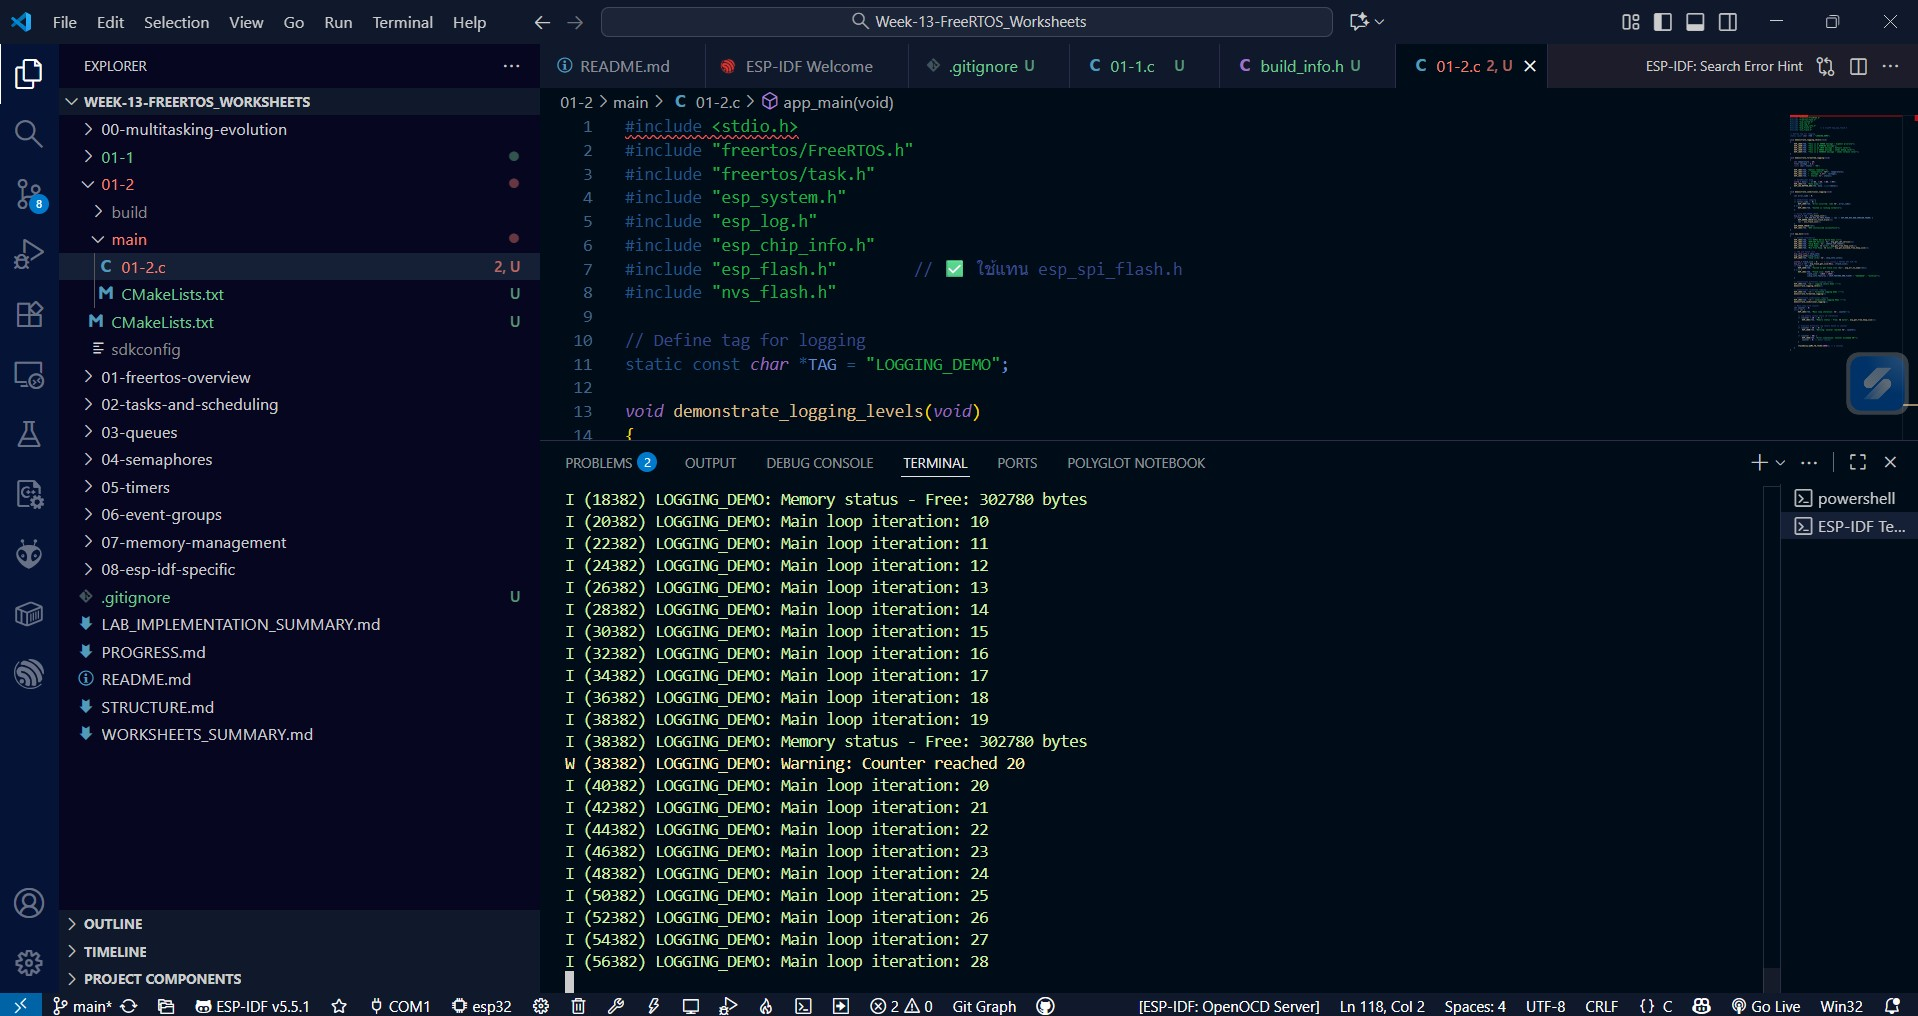 File Edit Selection View Go Run Terminal Help
Week-13-FreeRTOS_Worksheets
EXPLORER
WEEK-13-FREERTOS_WORKSHEETS
00-multitasking-evolution
01-1
01-2
build
main
01-2.c 2, U
CMakeLists.txt U
CMakeLists.txt U
sdkconfig
01-freertos-overview
02-tasks-and-scheduling
03-queues
04-semaphores
05-timers
06-event-groups
07-memory-management
08-esp-idf-specific
.gitignore U
LAB_IMPLEMENTATION_SUMMARY.md
PROGRESS.md
README.md
STRUCTURE.md
WORKSHEETS_SUMMARY.md
OUTLINE
TIMELINE
PROJECT COMPONENTS
8
README.md ESP-IDF Welcome .gitignore U C 01-1.c U C build_info.h U C 01-2.c 2, U
ESP-IDF: Search Error Hint
01-2 > main > C 01-2.c > app_main(void)
1 #include <stdio.h>
2 #include "freertos/FreeRTOS.h"
3 #include "freertos/task.h"
4 #include "esp_system.h"
5 #include "esp_log.h"
6 #include "esp_chip_info.h"
7 #include "esp_flash.h" // ✅ ใช้แทน esp_spi_flash.h
8 #include "nvs_flash.h"
9
10 // Define tag for logging
11 static const char *TAG = "LOGGING_DEMO";
12
13 void demonstrate_logging_levels(void)
14 {
PROBLEMS 2 OUTPUT DEBUG CONSOLE TERMINAL PORTS POLYGLOT NOTEBOOK
I (18382) LOGGING_DEMO: Memory status - Free: 302780 bytes
I (20382) LOGGING_DEMO: Main loop iteration: 10
I (22382) LOGGING_DEMO: Main loop iteration: 11
I (24382) LOGGING_DEMO: Main loop iteration: 12
I (26382) LOGGING_DEMO: Main loop iteration: 13
I (28382) LOGGING_DEMO: Main loop iteration: 14
I (30382) LOGGING_DEMO: Main loop iteration: 15
I (32382) LOGGING_DEMO: Main loop iteration: 16
I (34382) LOGGING_DEMO: Main loop iteration: 17
I (36382) LOGGING_DEMO: Main loop iteration: 18
I (38382) LOGGING_DEMO: Main loop iteration: 19
I (38382) LOGGING_DEMO: Memory status - Free: 302780 bytes
W (38382) LOGGING_DEMO: Warning: Counter reached 20
I (40382) LOGGING_DEMO: Main loop iteration: 20
I (42382) LOGGING_DEMO: Main loop iteration: 21
I (44382) LOGGING_DEMO: Main loop iteration: 22
I (46382) LOGGING_DEMO: Main loop iteration: 23
I (48382) LOGGING_DEMO: Main loop iteration: 24
I (50382) LOGGING_DEMO: Main loop iteration: 25
I (52382) LOGGING_DEMO: Main loop iteration: 26
I (54382) LOGGING_DEMO: Main loop iteration: 27
I (56382) LOGGING_DEMO: Main loop iteration: 28
powershell
ESP-IDF Te...
main* ESP-IDF v5.5.1 COM1 esp32 2 0 Git Graph [ESP-IDF: OpenOCD Server] Ln 118, Col 2 Spaces: 4 UTF-8 CRLF {} C Go Live Win32